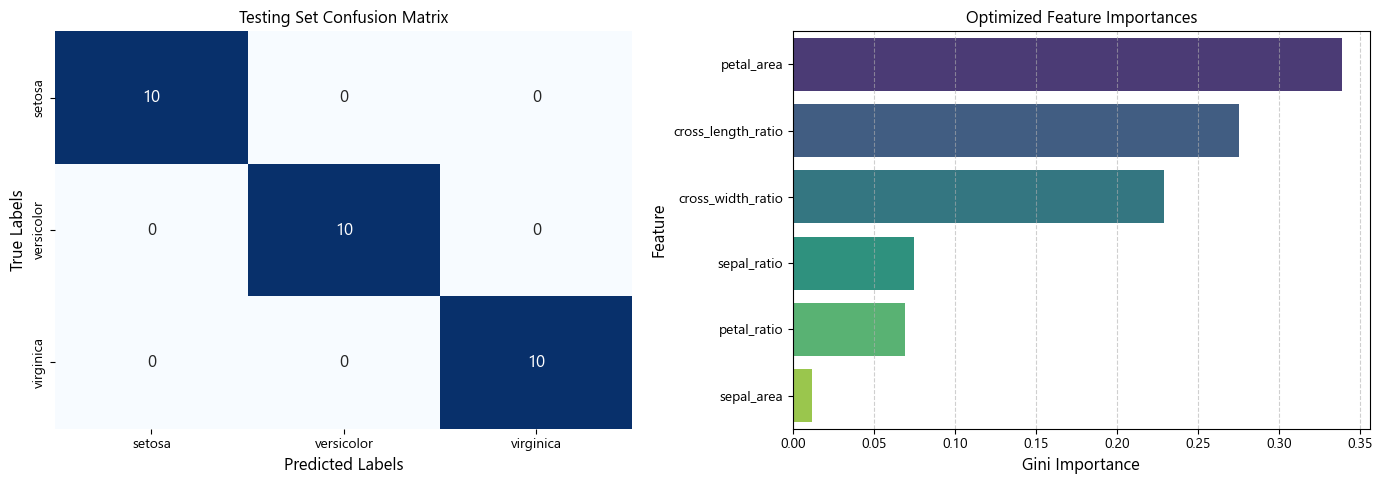 Testing Set Confusion Matrix
True Labels
setosa
10 0 0
versicolor
0 10 0
virginica
0 0 10
setosa versicolor virginica
Predicted Labels
Optimized Feature Importances
Feature
petal_area
cross_length_ratio
cross_width_ratio
sepal_ratio
petal_ratio
sepal_area
0.00 0.05 0.10 0.15 0.20 0.25 0.30 0.35
Gini Importance